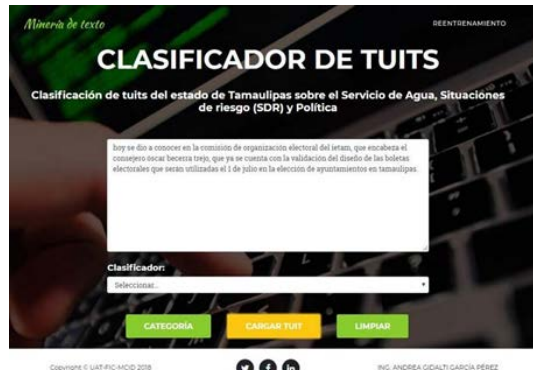 Minería de texto
REENTRENAMIENTO
CLASIFICADOR DE TUITS
Clasificación de tuits del estado de Tamaulipas sobre el Servicio de Agua, Situaciones
de riesgo (SDR) y Política
hoy se dio a conocer en la comisión de organización electoral del ietam, que encabeza el
consejero óscar becerra trejo, que ya se cuenta con la validación del diseño de las boletas
electorales que serán utilizadas el 1 de julio en la elección de ayuntamientos en tamaulipas.
Clasificador:
Seleccionar...
CATEGORÍA
CARGAR TUIT
LIMPIAR
Copyright © UAT-FIC-MCID 2018
ING. ANDREA GIDALTI GARCÍA PÉREZ